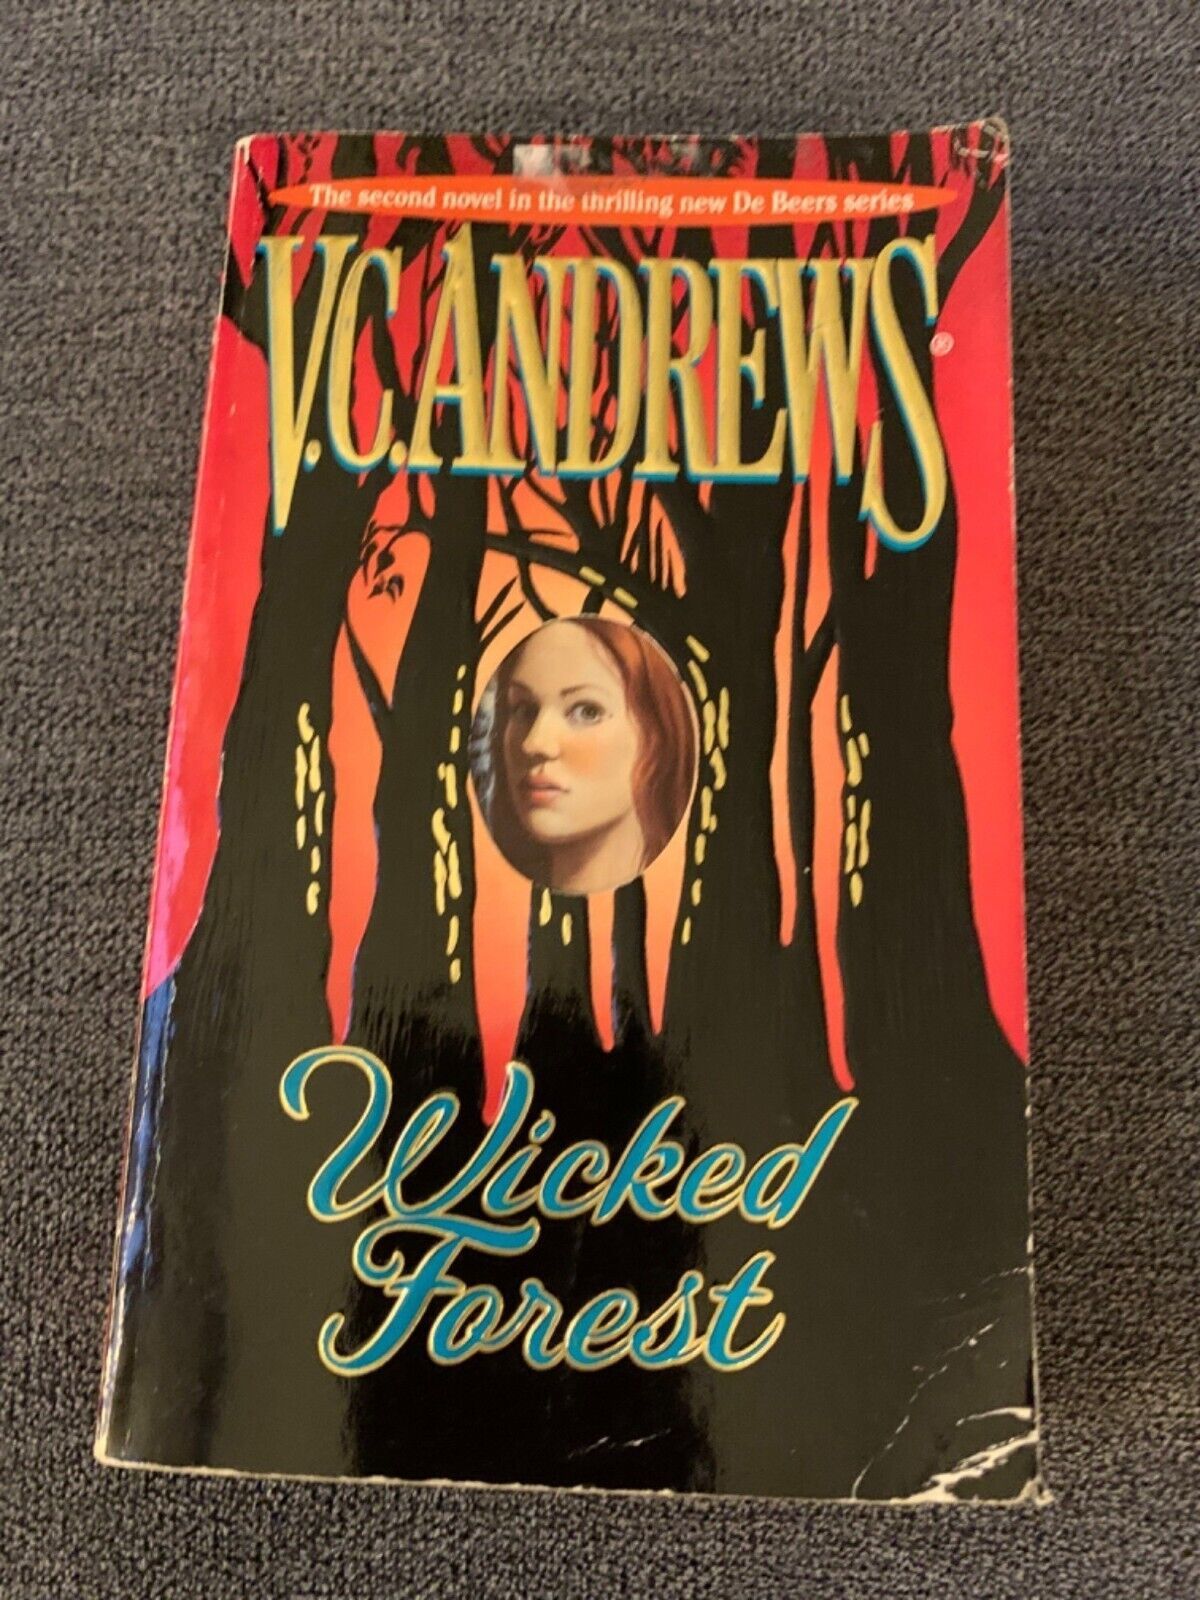 The second novel in the thrilling new De Beers series
V.C. ANDREWS®
Wicked
Forest